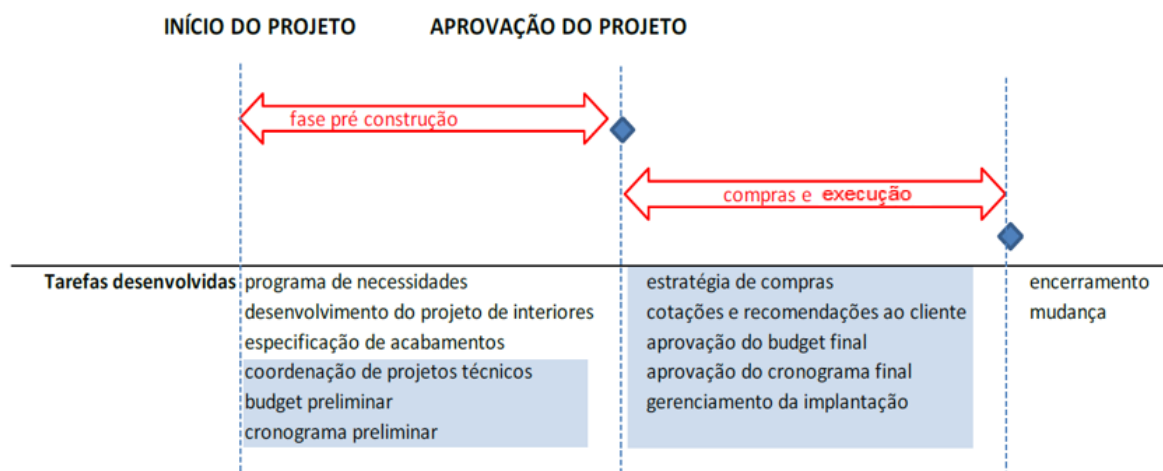 INÍCIO DO PROJETO
APROVAÇÃO DO PROJETO
fase pré construção
compras e execução
Tarefas desenvolvidas
programa de necessidades
desenvolvimento do projeto de interiores
especificação de acabamentos
coordenação de projetos técnicos
budget preliminar
cronograma preliminar
estratégia de compras
cotações e recomendações ao cliente
aprovação do budget final
aprovação do cronograma final
gerenciamento da implantação
encerramento
mudança